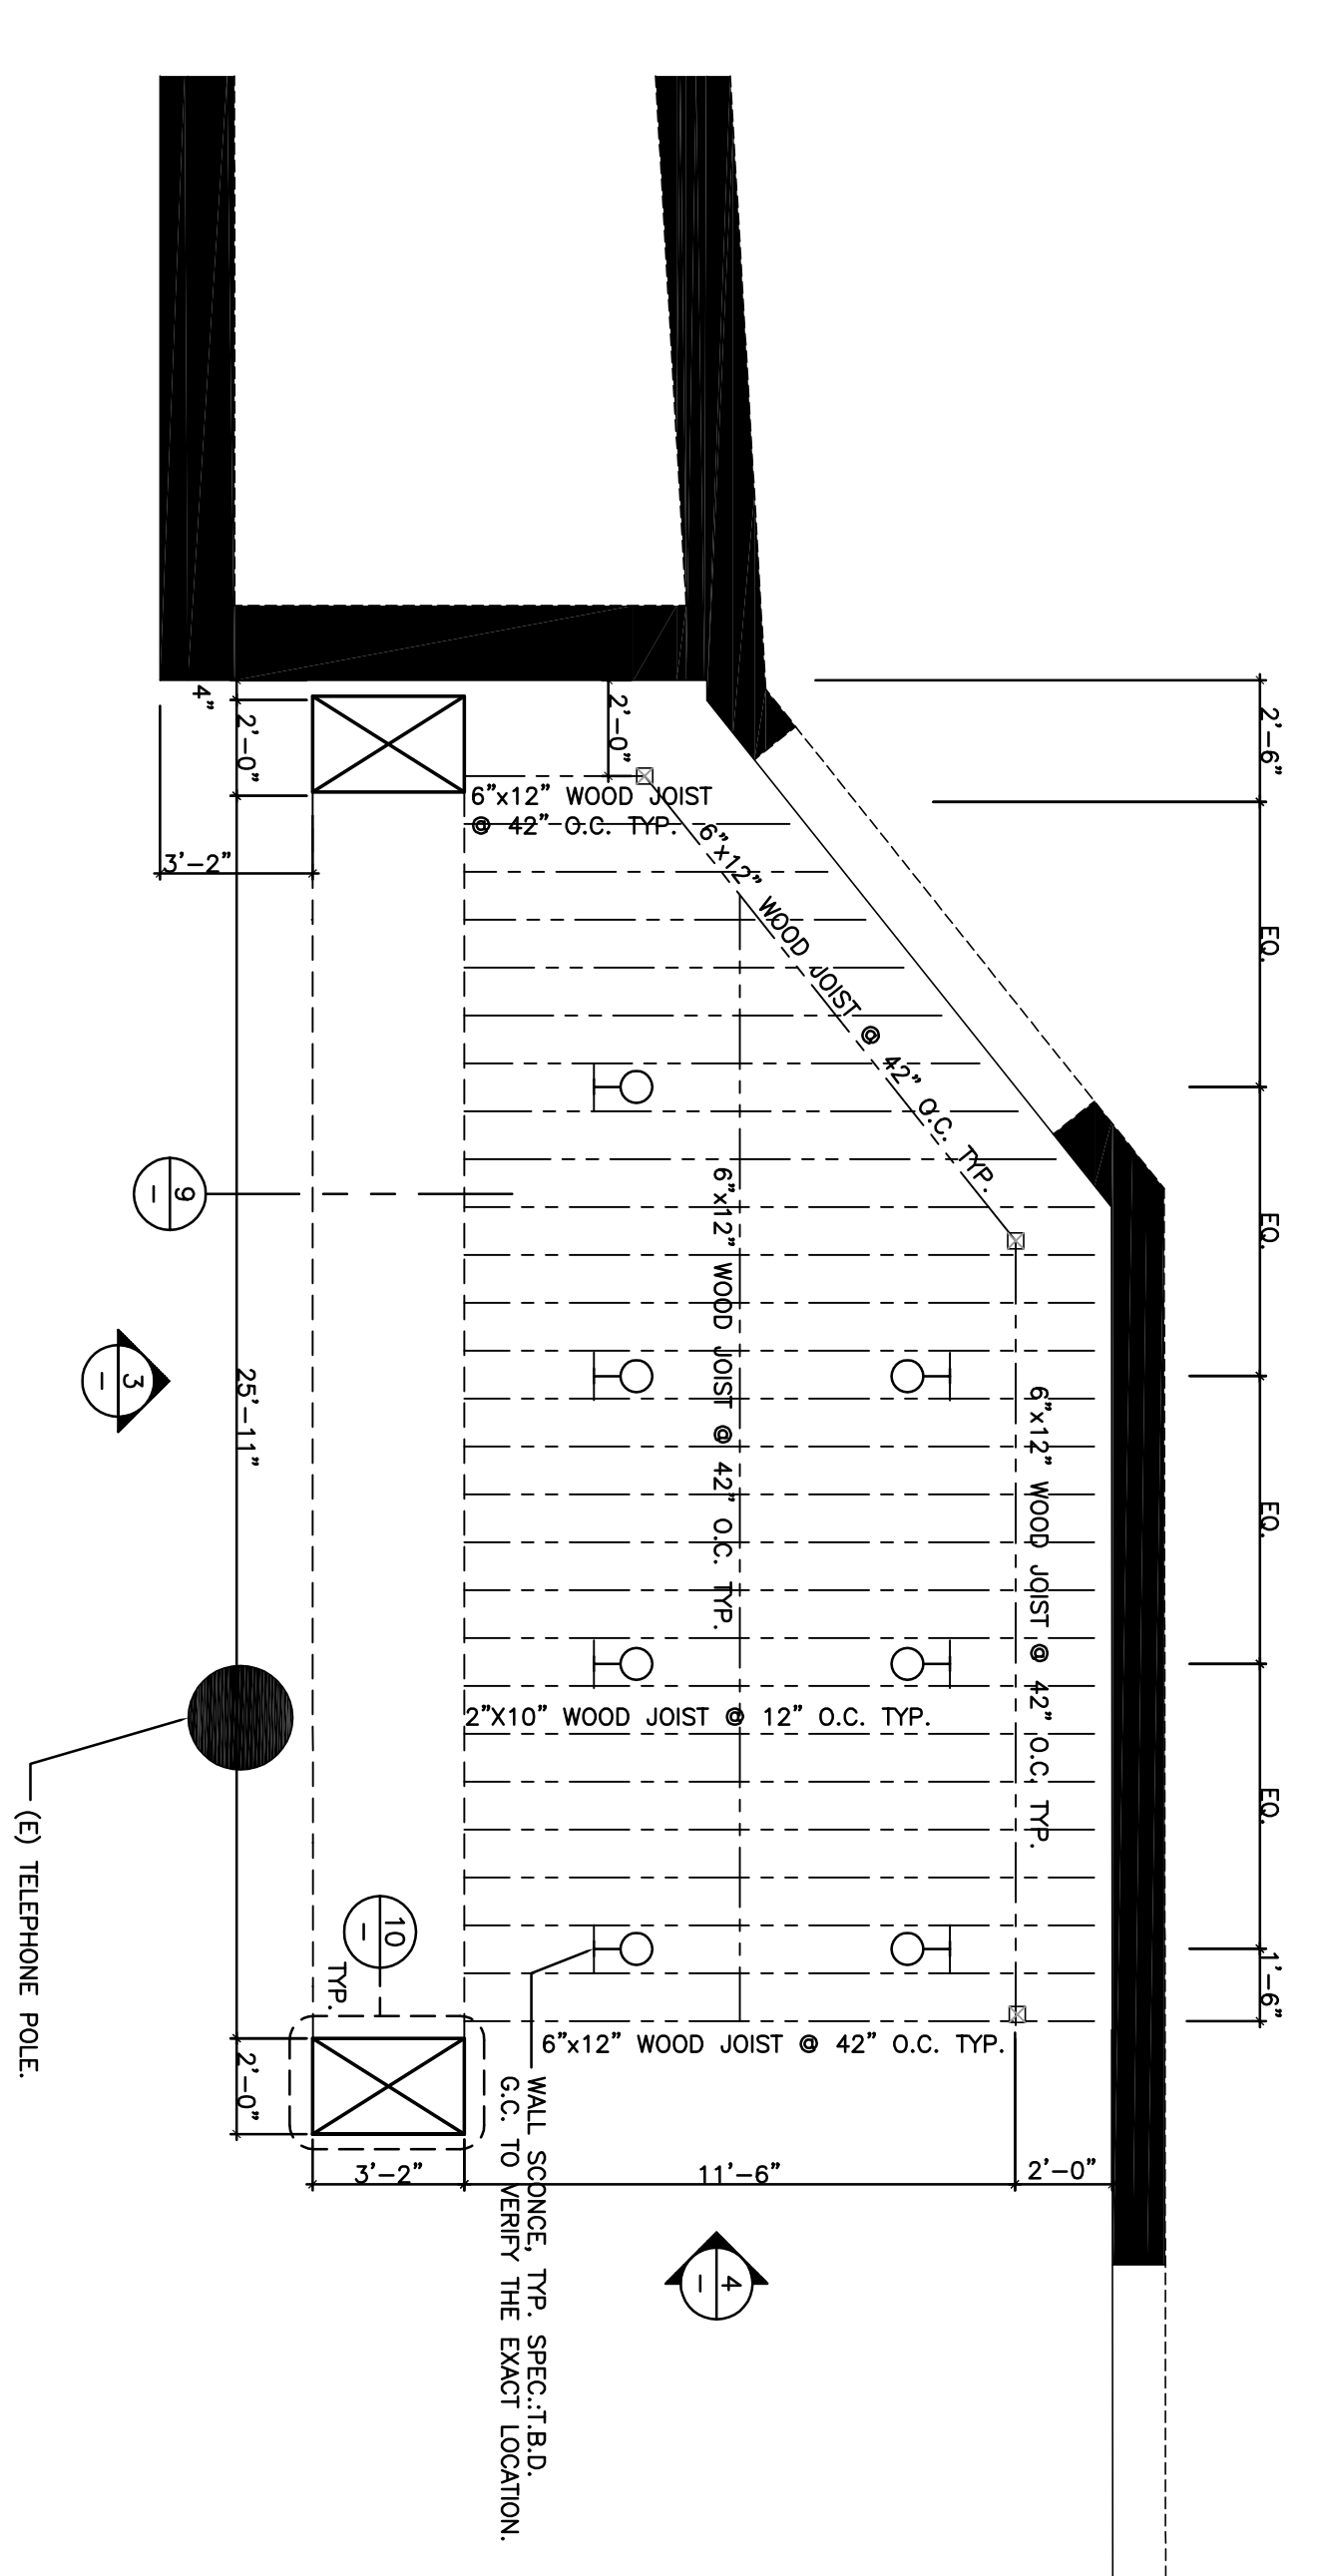 2'-6"
EQ.
EQ.
EQ.
EQ.
1'-6"
4"
2'-0"
2'-0"
3'-2"
6"x12" WOOD JOIST
@ 42" O.C. TYP.
6"x12" WOOD JOIST @ 42" O.C. TYP.
6"x12" WOOD JOIST @ 42" O.C. TYP.
6"x12" WOOD JOIST @ 42" O.C. TYP.
9
-
3
-
25'-11"
2"X10" WOOD JOIST @ 12" O.C. TYP.
(E) TELEPHONE POLE.
10
-
TYP.
2'-0"
6"x12" WOOD JOIST @ 42" O.C. TYP.
WALL SCONCE, TYP. SPEC.:T.B.D.
G.C. TO VERIFY THE EXACT LOCATION.
3'-2"
11'-6"
2'-0"
4
-